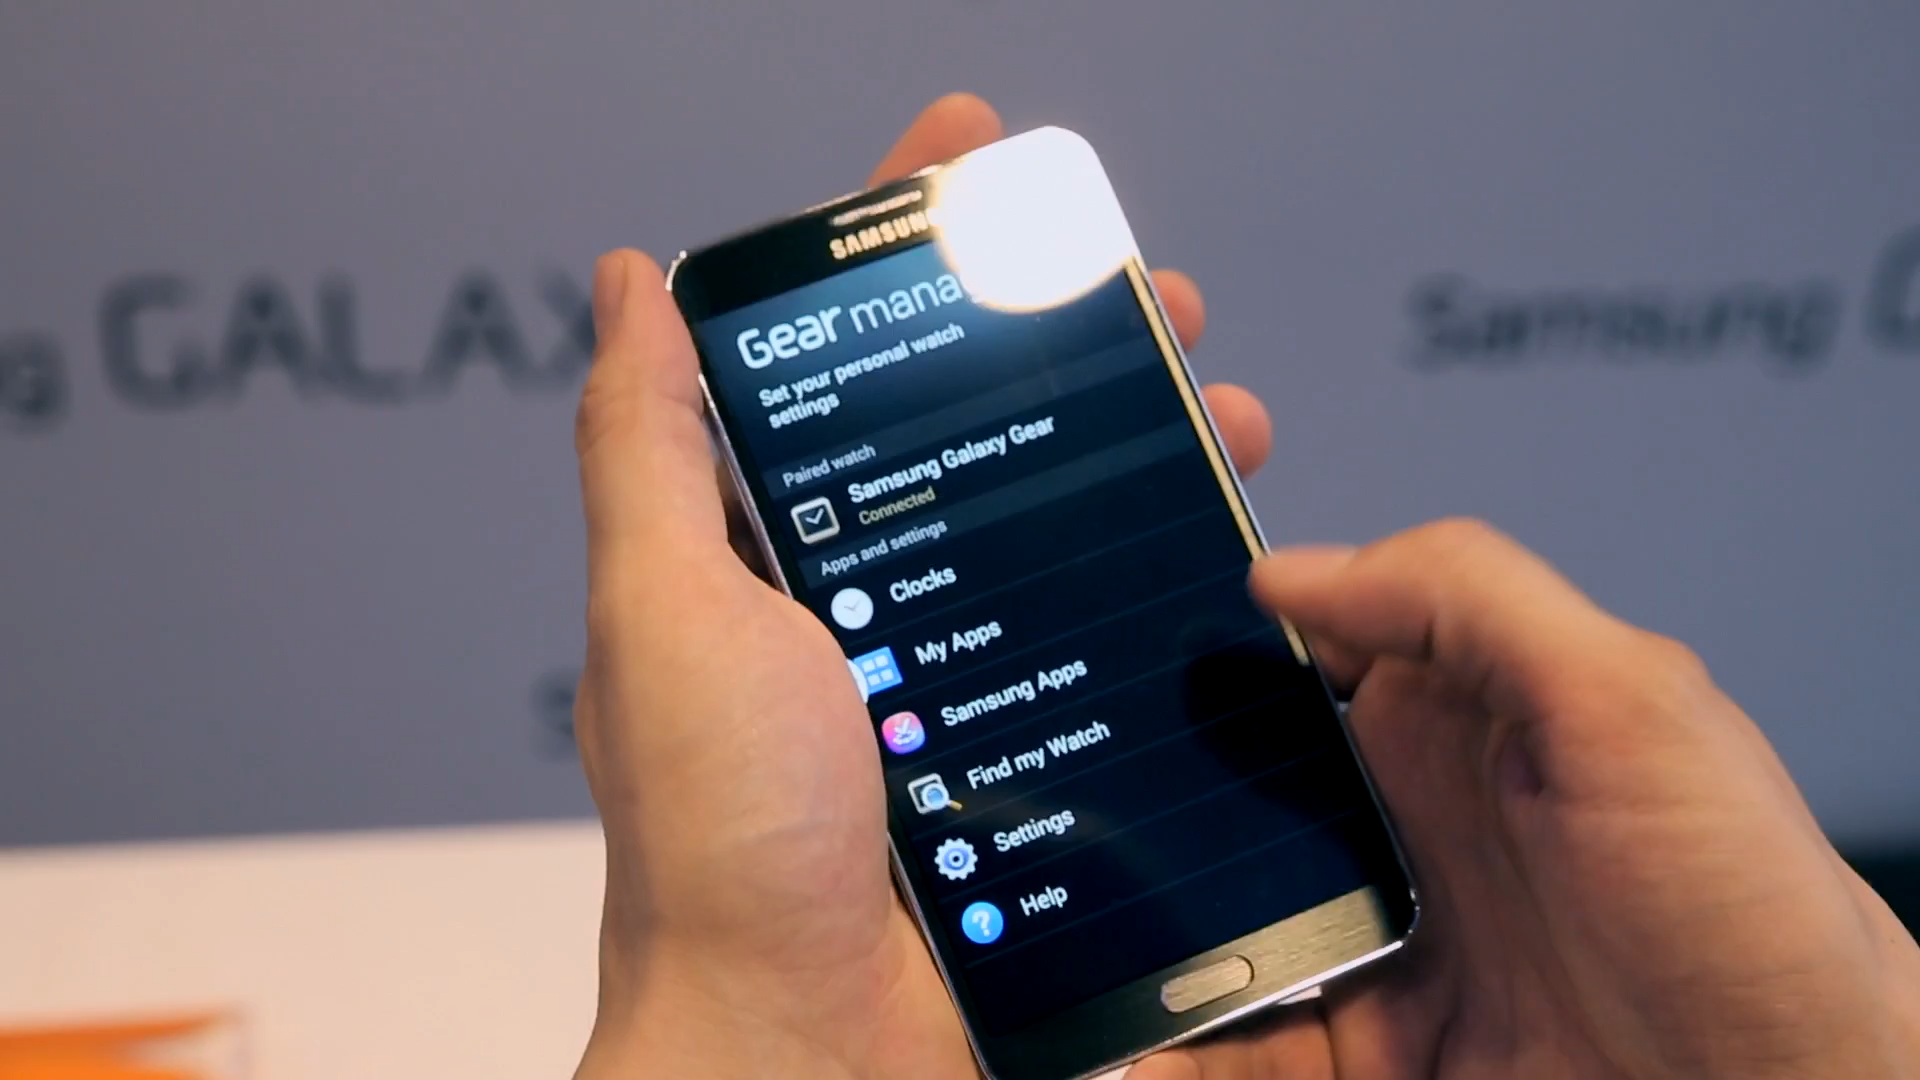 SAMSUN
Gear mana
Set your personal watch
settings
Paired watch
Samsung Galaxy Gear
Connected
Apps and settings
Clocks
My Apps
Samsung Apps
Find my Watch
Settings
Help
GALAX
Samsung G